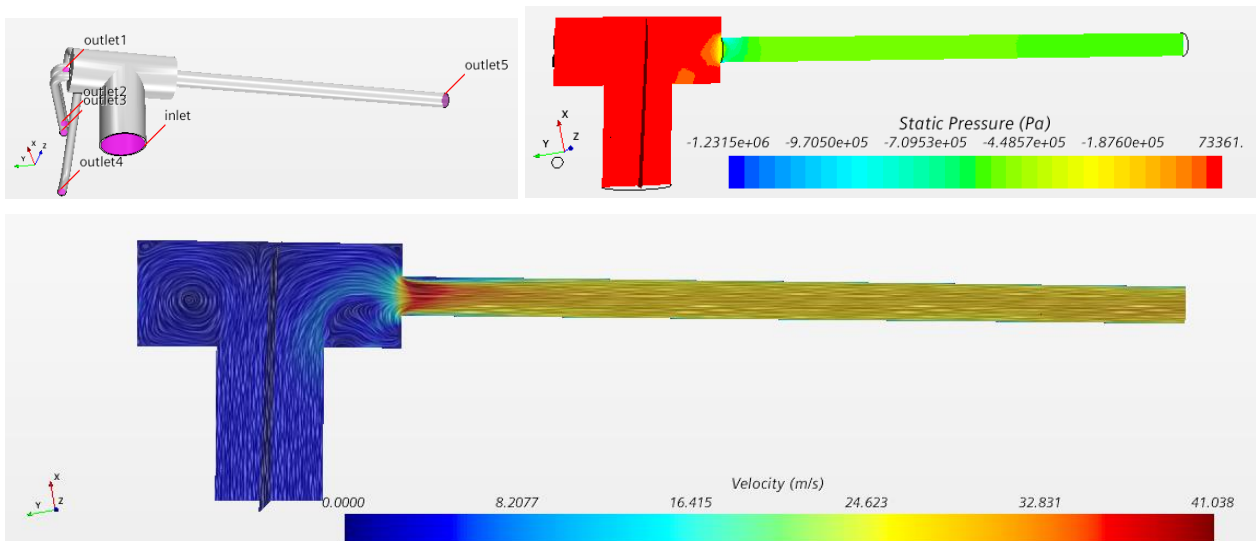 outlet1
outlet2
outlet3
outlet4
inlet
outlet5
X
Z
Y
Static Pressure (Pa)
-1.2315e+06 -9.7050e+05 -7.0953e+05 -4.4857e+05 -1.8760e+05 73361.
X
Z
Y
Velocity (m/s)
0.0000 8.2077 16.415 24.623 32.831 41.038
X
Y
Z